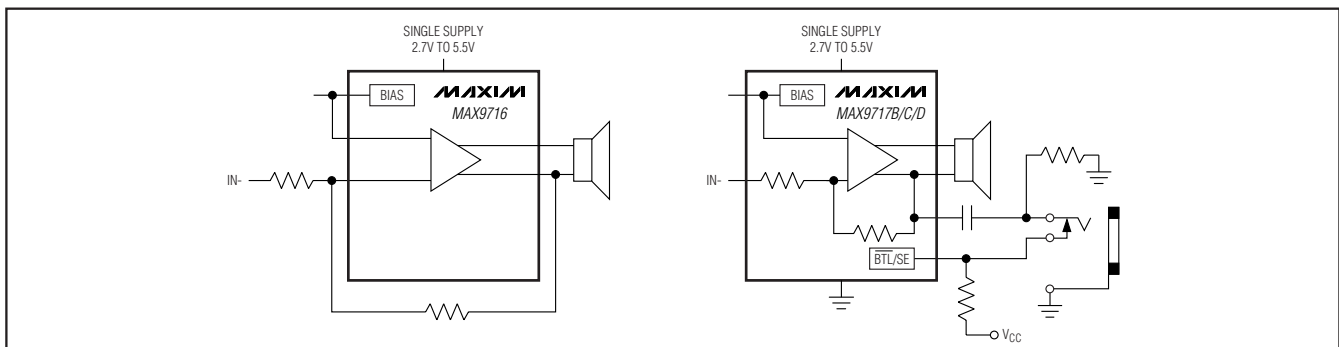 SINGLE SUPPLY
2.7V TO 5.5V
BIAS
MAXIM
MAX9716
IN-
SINGLE SUPPLY
2.7V TO 5.5V
BIAS
MAXIM
MAX9717B/C/D
IN-
BTL/SE
VCC